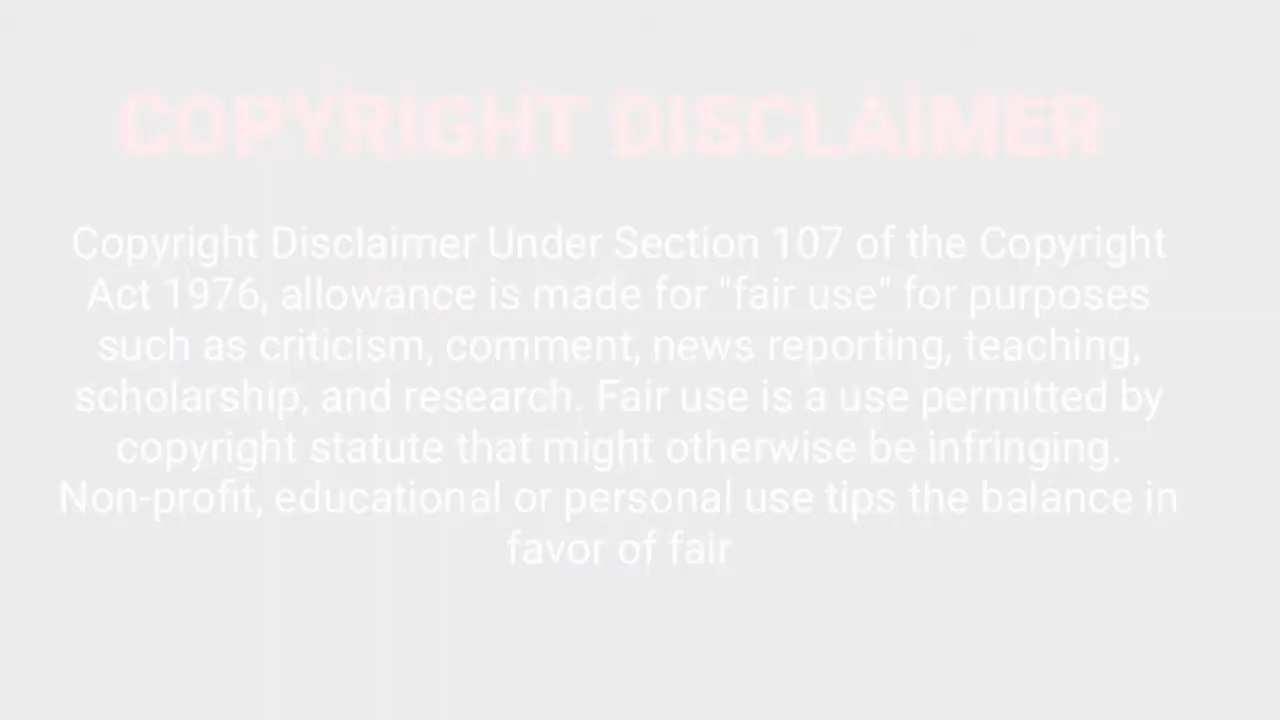 COPYRIGHT DISCLAIMER
Copyright Disclaimer Under Section 107 of the Copyright
Act 1976, allowance is made for "fair use" for purposes
such as criticism, comment, news reporting, teaching,
scholarship, and research. Fair use is a use permitted by
copyright statute that might otherwise be infringing.
Non-profit, educational or personal use tips the balance in
favor of fair